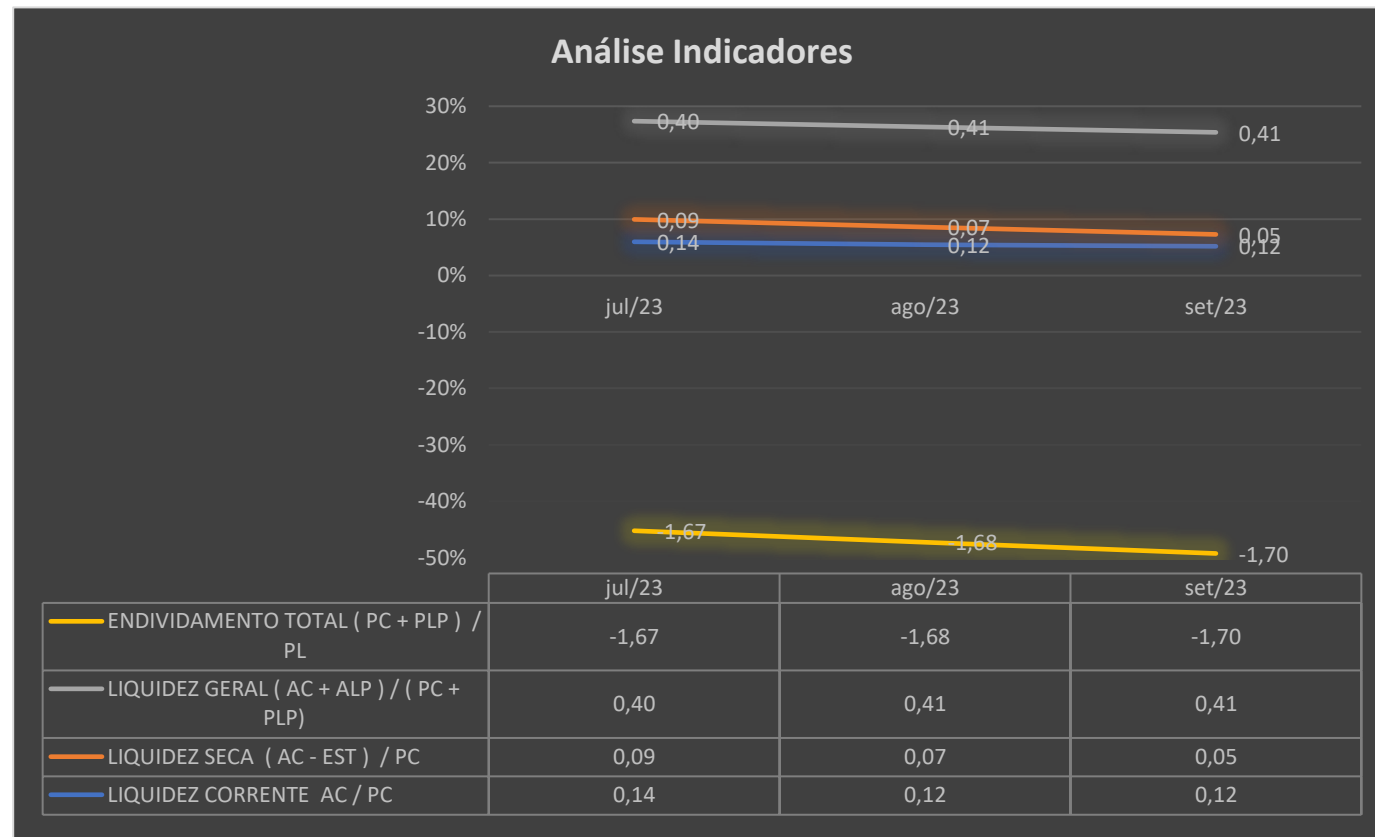 Análise Indicadores
30%
0,40 0,41 0,41
20%
10%
0,09 0,07 0,05
0,14 0,12 0,12
0%
jul/23 ago/23 set/23
-10%
-20%
-30%
-40%
-1,67 -1,68 -1,70
-50%
jul/23 ago/23 set/23
ENDIVIDAMENTO TOTAL ( PC + PLP ) /
PL
-1,67 -1,68 -1,70
LIQUIDEZ GERAL ( AC + ALP ) / ( PC +
PLP)
0,40 0,41 0,41
LIQUIDEZ SECA ( AC - EST ) / PC 0,09 0,07 0,05
LIQUIDEZ CORRENTE AC / PC 0,14 0,12 0,12